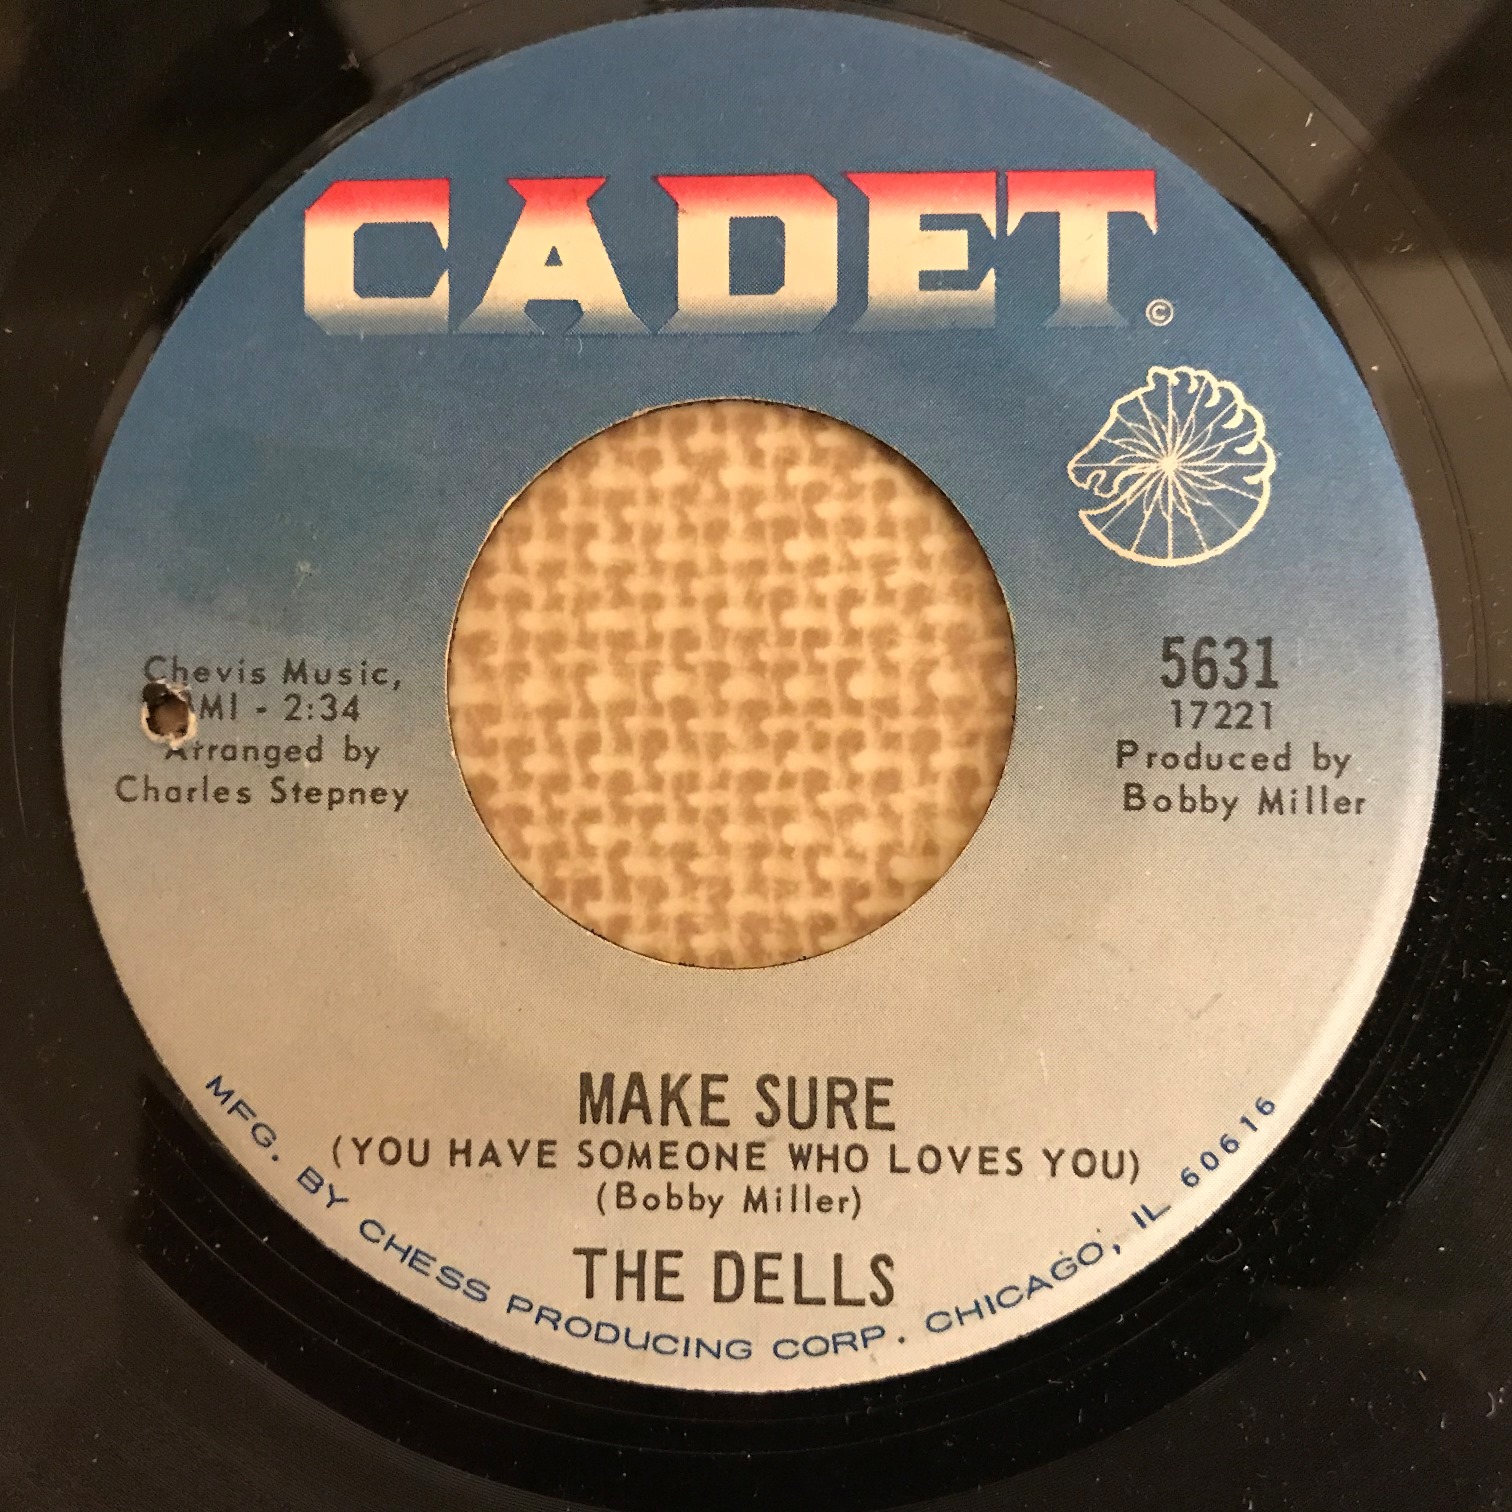 CADET
©
Chevis Music,
MI - 2:34
Arranged by
Charles Stepney
5631
17221
Produced by
Bobby Miller
MAKE SURE
(YOU HAVE SOMEONE WHO LOVES YOU)
(Bobby Miller)
THE DELLS
MFG. BY CHESS PRODUCING CORP. CHICAGO, IL 60616